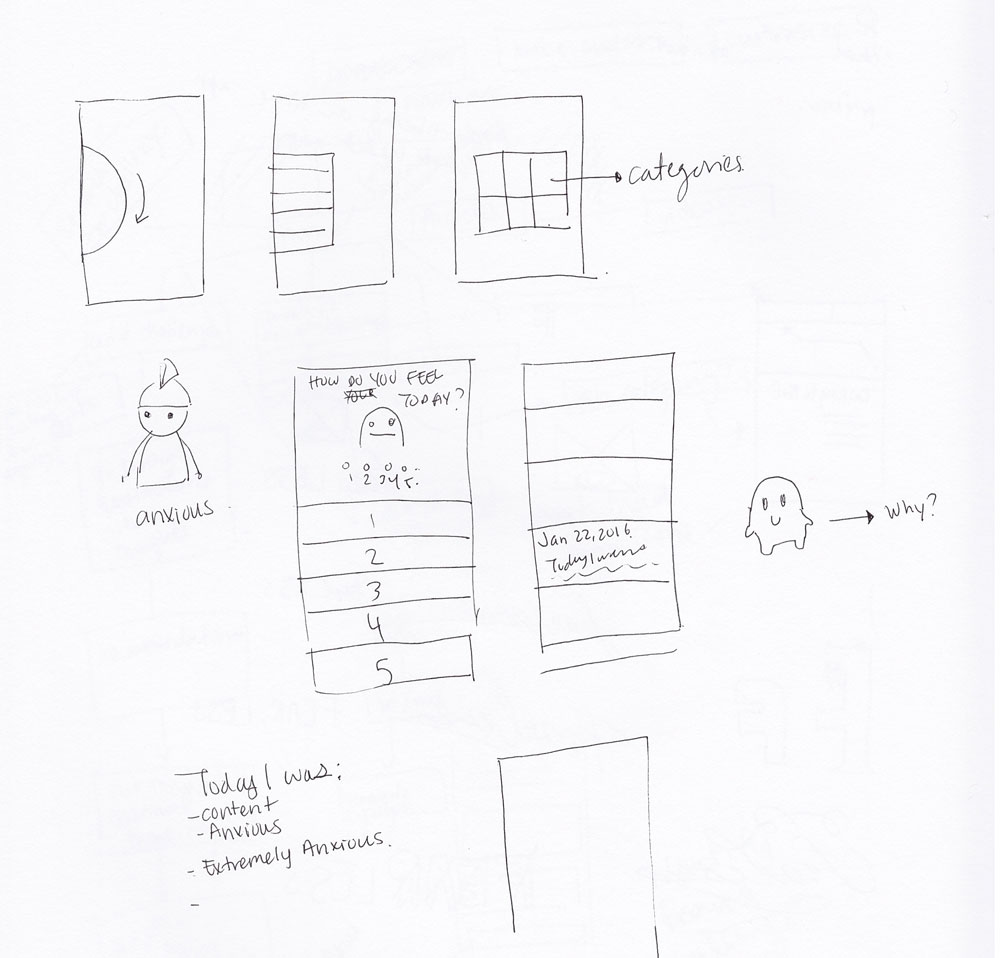 categories.
HOW DO YOU FEEL
TODAY?
1 2 3 4 5.
1
2
3
4
5
anxious
Jan 22, 2016.
Today I was
why?
Today I was:
- content
- Anxious
- Extremely Anxious.
-